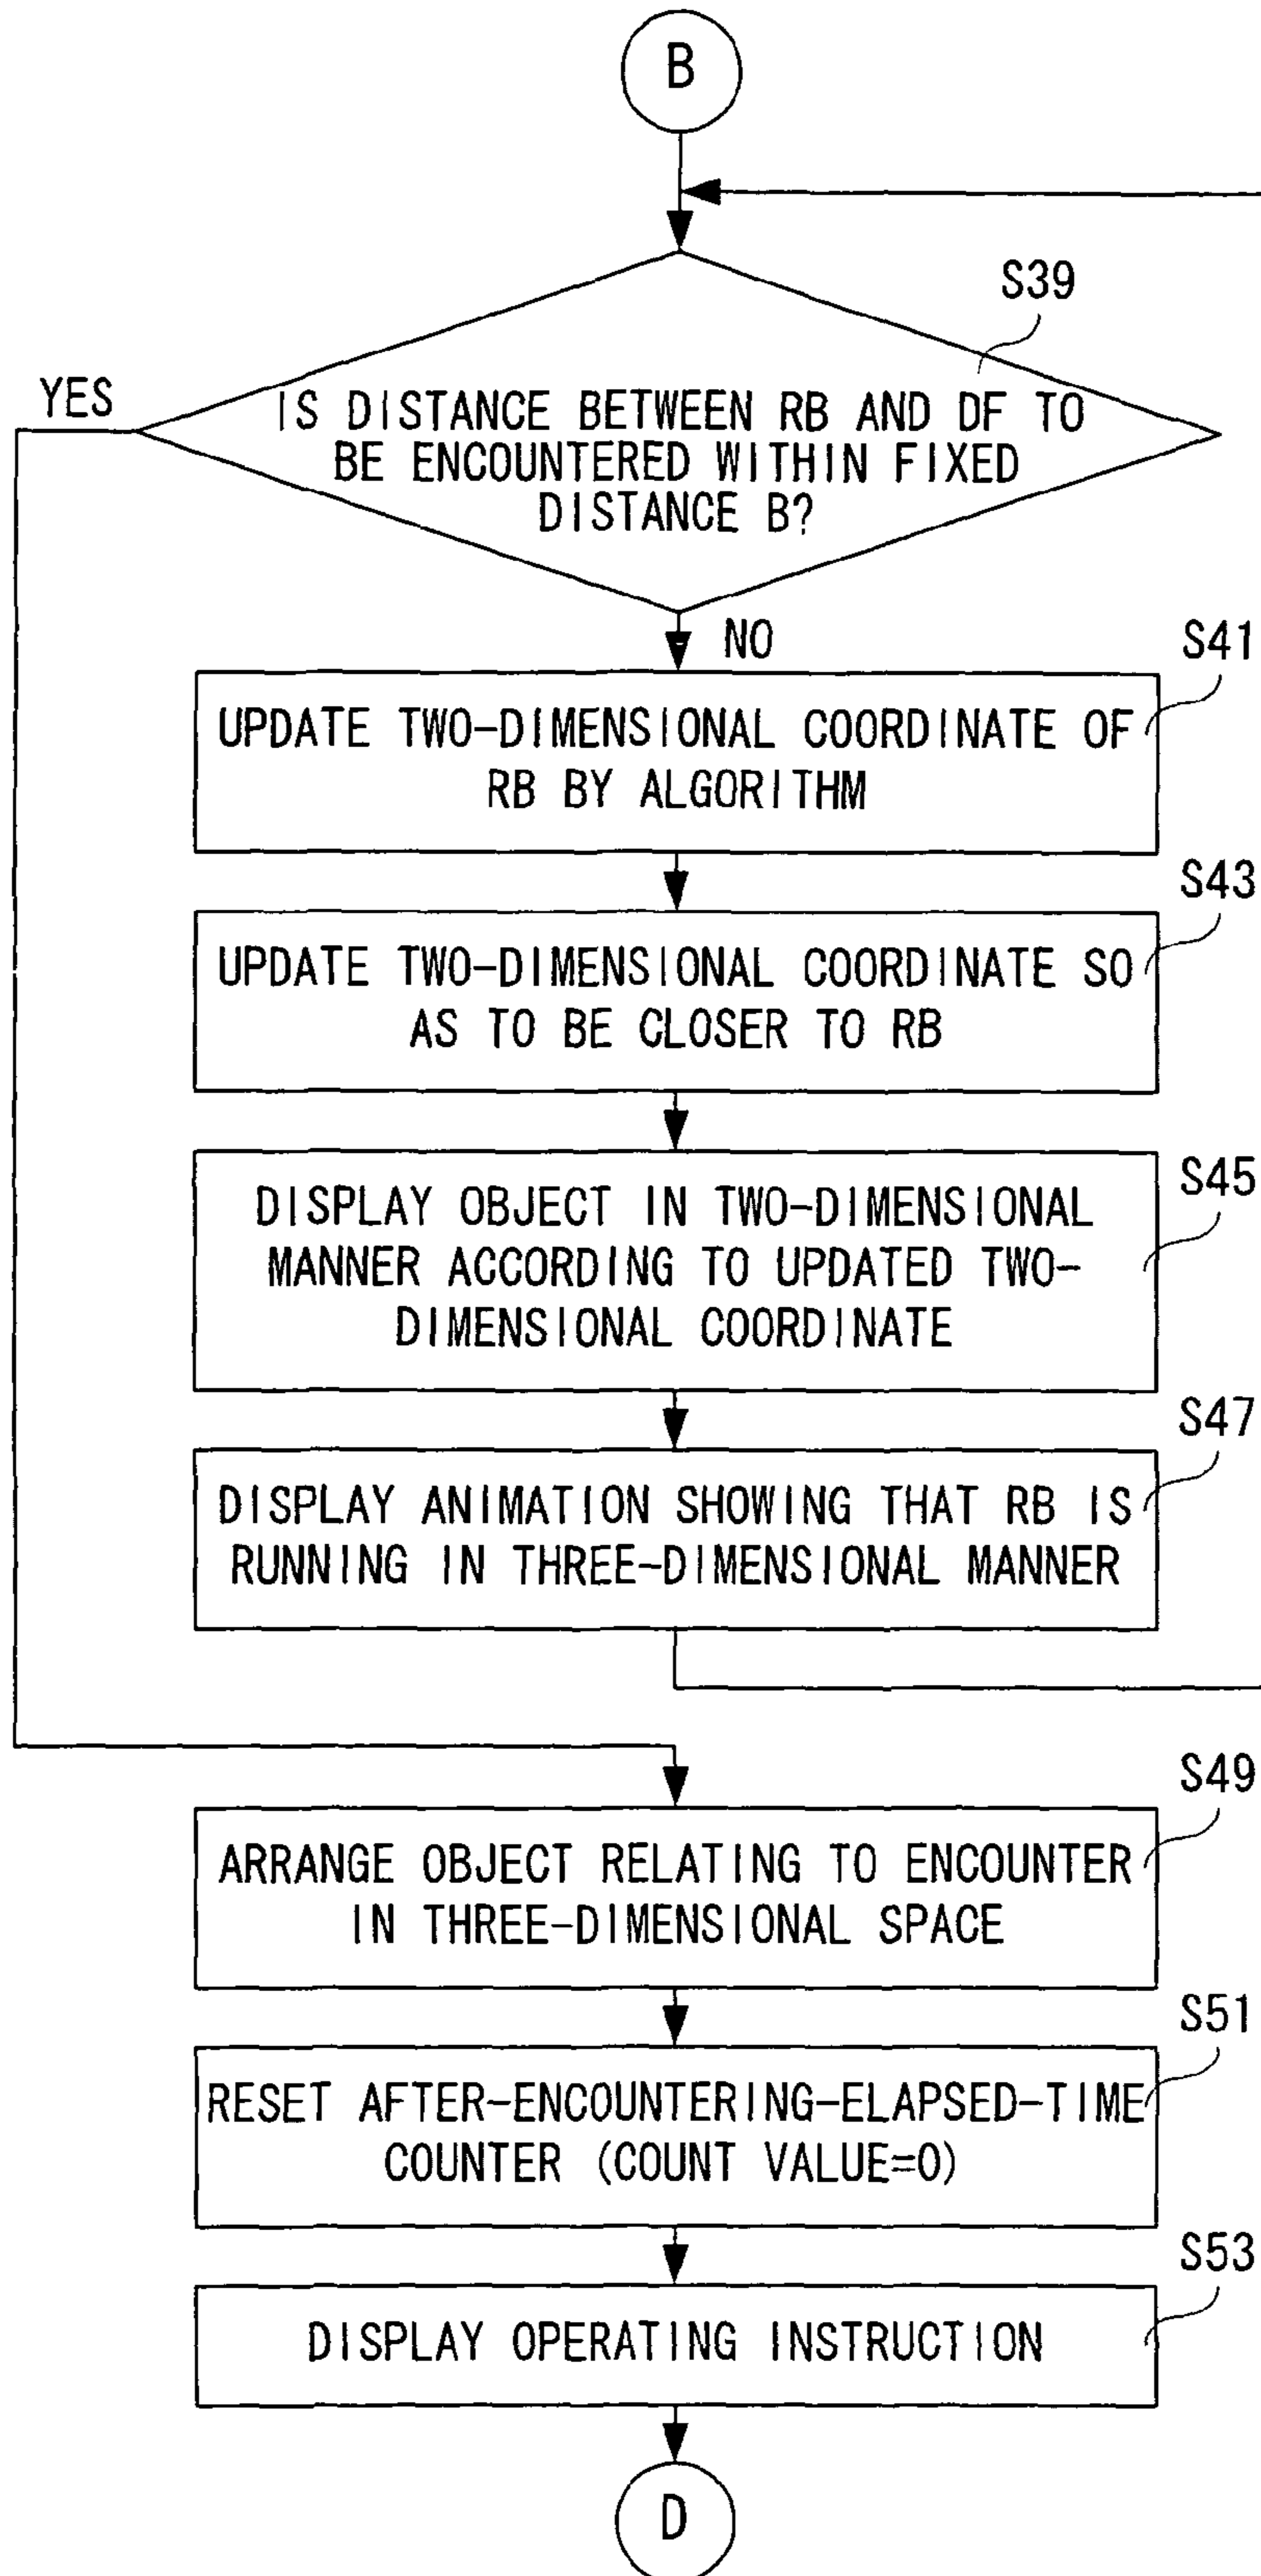 B
S39
YES
IS DISTANCE BETWEEN RB AND DF TO
BE ENCOUNTERED WITHIN FIXED
DISTANCE B?
NO
S41
UPDATE TWO-DIMENSIONAL COORDINATE OF
RB BY ALGORITHM
S43
UPDATE TWO-DIMENSIONAL COORDINATE SO
AS TO BE CLOSER TO RB
S45
DISPLAY OBJECT IN TWO-DIMENSIONAL
MANNER ACCORDING TO UPDATED TWO-
DIMENSIONAL COORDINATE
S47
DISPLAY ANIMATION SHOWING THAT RB IS
RUNNING IN THREE-DIMENSIONAL MANNER
S49
ARRANGE OBJECT RELATING TO ENCOUNTER
IN THREE-DIMENSIONAL SPACE
S51
RESET AFTER-ENCOUNTERING-ELAPSED-TIME
COUNTER (COUNT VALUE=0)
S53
DISPLAY OPERATING INSTRUCTION
D